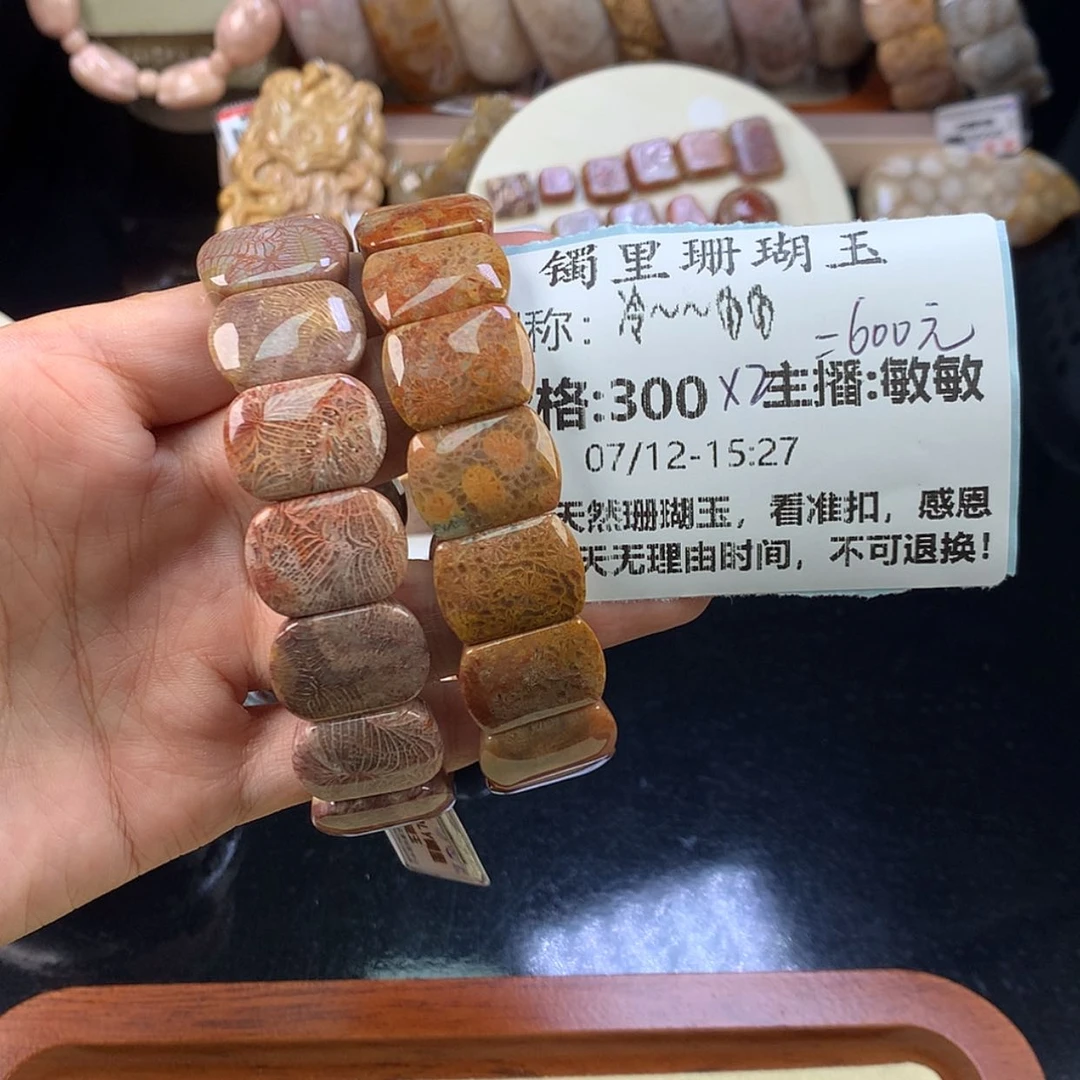 镯里珊瑚玉
称：冷~~
=600元
格:300 X2 主播:敏敏
07/12-15:27
天然珊瑚玉，看准扣，感恩
天无理由时间，不可退换！